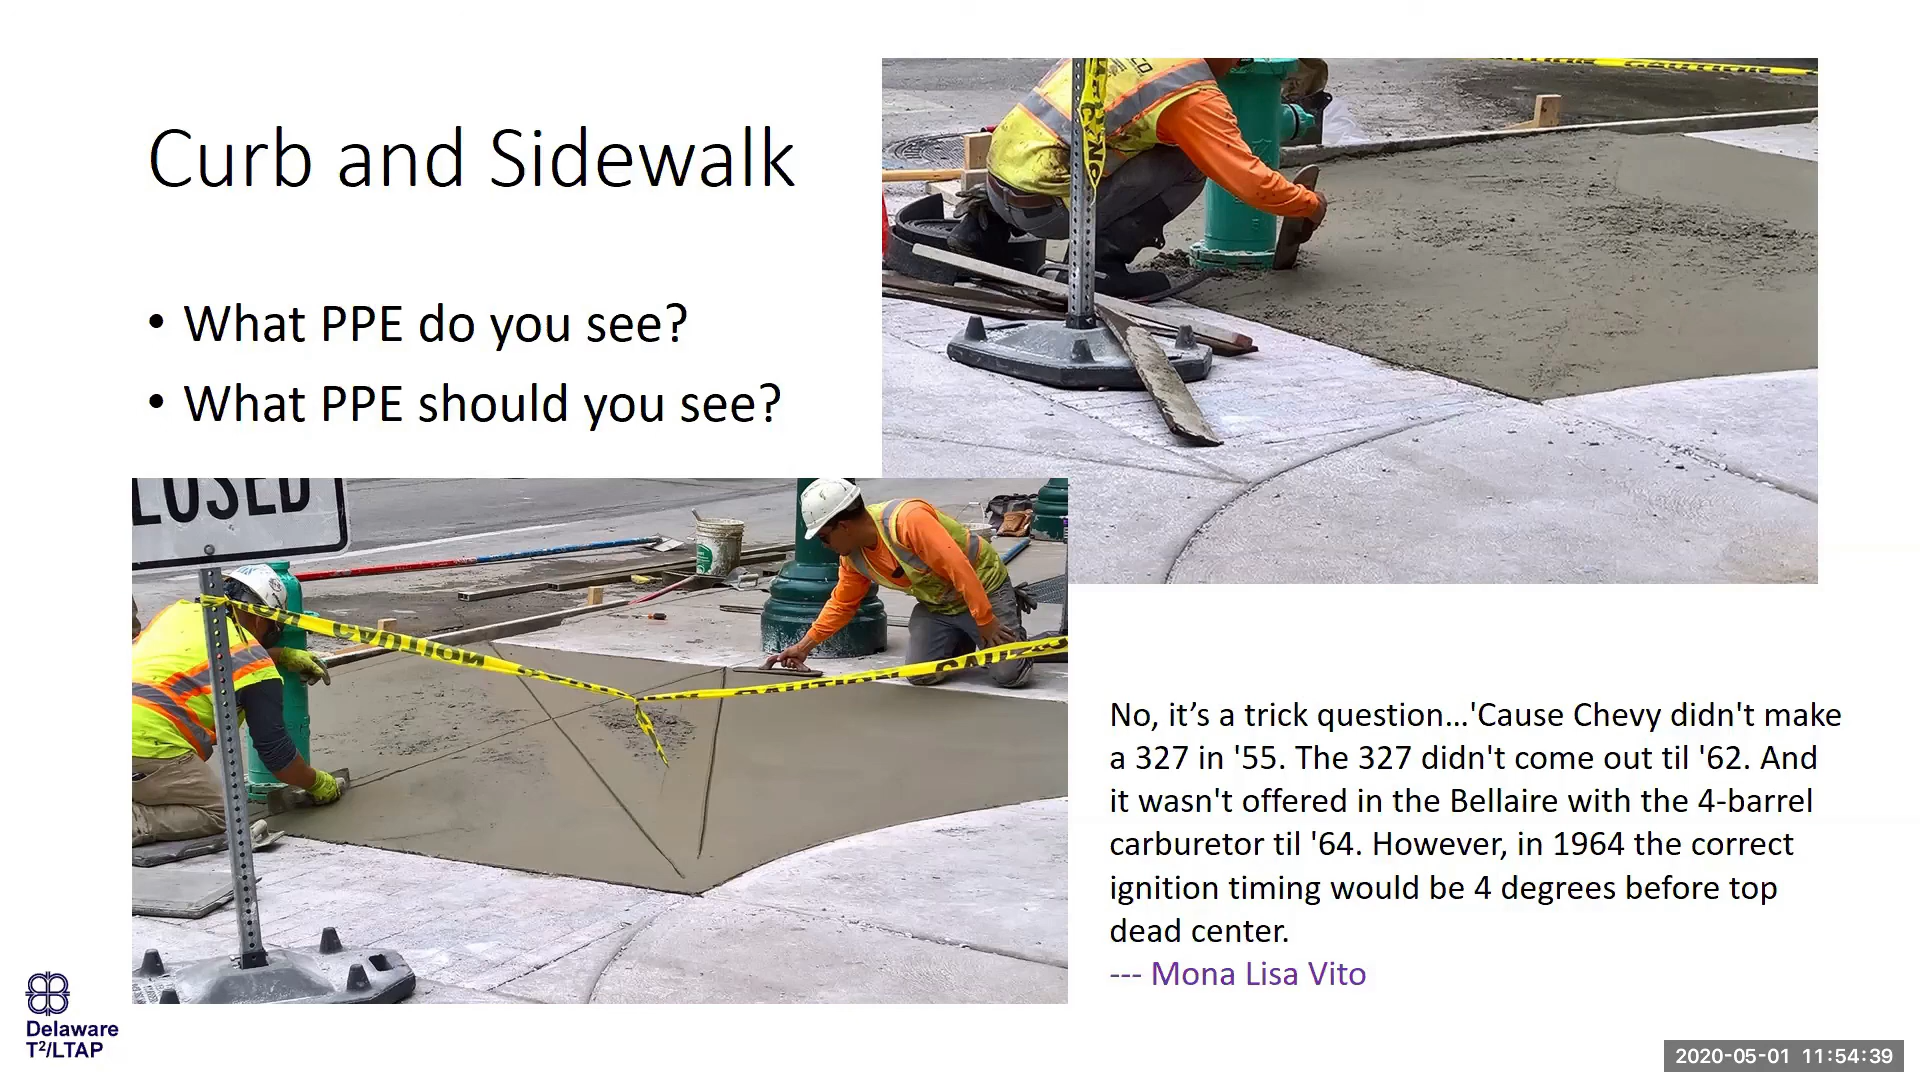 Curb and Sidewalk
• What PPE do you see?
• What PPE should you see?
LOSED
CAUTION
CAUTION
No, it’s a trick question…'Cause Chevy didn't make
a 327 in '55. The 327 didn't come out til '62. And
it wasn't offered in the Bellaire with the 4-barrel
carburetor til '64. However, in 1964 the correct
ignition timing would be 4 degrees before top
dead center.
--- Mona Lisa Vito
Delaware
T²/LTAP
2020-05-01 11:54:39